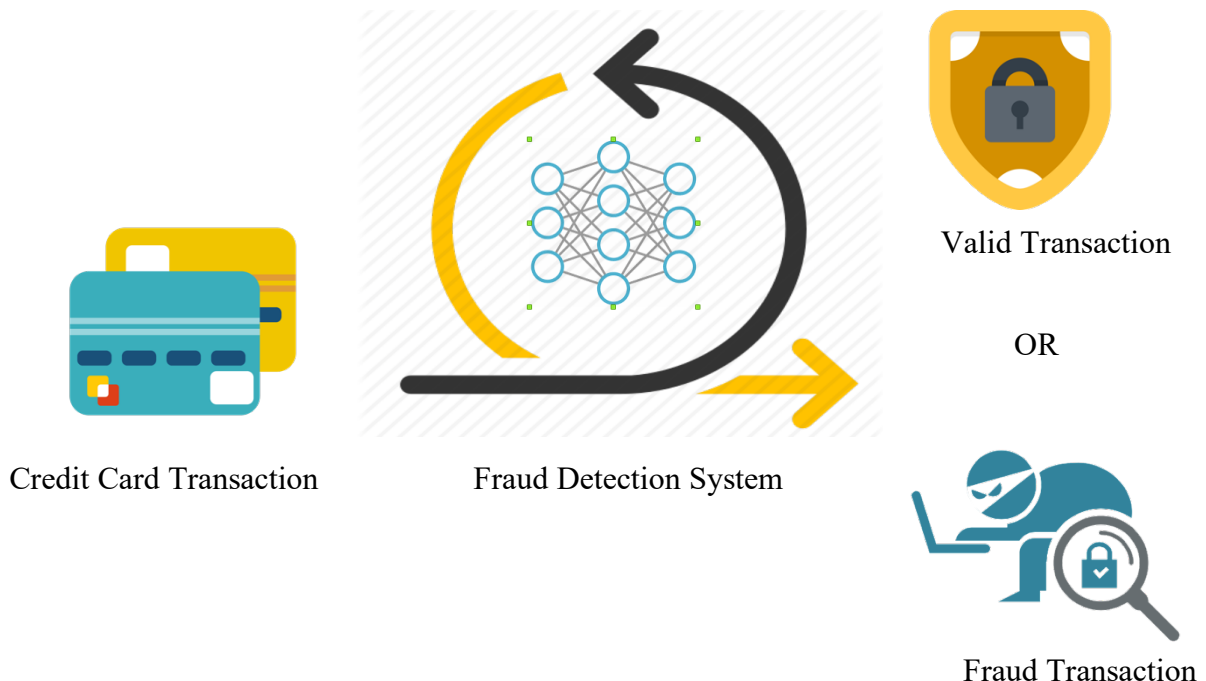 Credit Card Transaction
Fraud Detection System
Valid Transaction
OR
Fraud Transaction